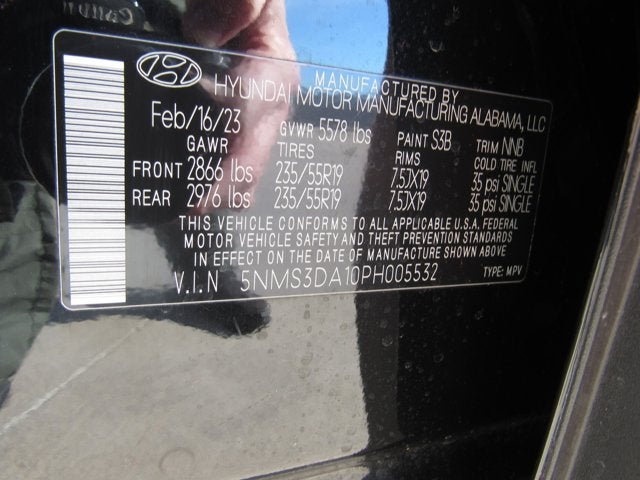 MANUFACTURED BY
HYUNDAI MOTOR MANUFACTURING ALABAMA, LLC
Feb/16/23 GVWR 5578 lbs PAINT S3B TRIM NNB
GAWR TIRES RIMS COLD TIRE INFL
FRONT 2866 lbs 235/55R19 7.5JX19 35 psi SINGLE
REAR 2976 lbs 235/55R19 7.5JX19 35 psi SINGLE
THIS VEHICLE CONFORMS TO ALL APPLICABLE U.S.A. FEDERAL
MOTOR VEHICLE SAFETY AND THEFT PREVENTION STANDARDS
IN EFFECT ON THE DATE OF MANUFACTURE SHOWN ABOVE.
V.I.N 5NMS3DA10PH005532 TYPE: MPV